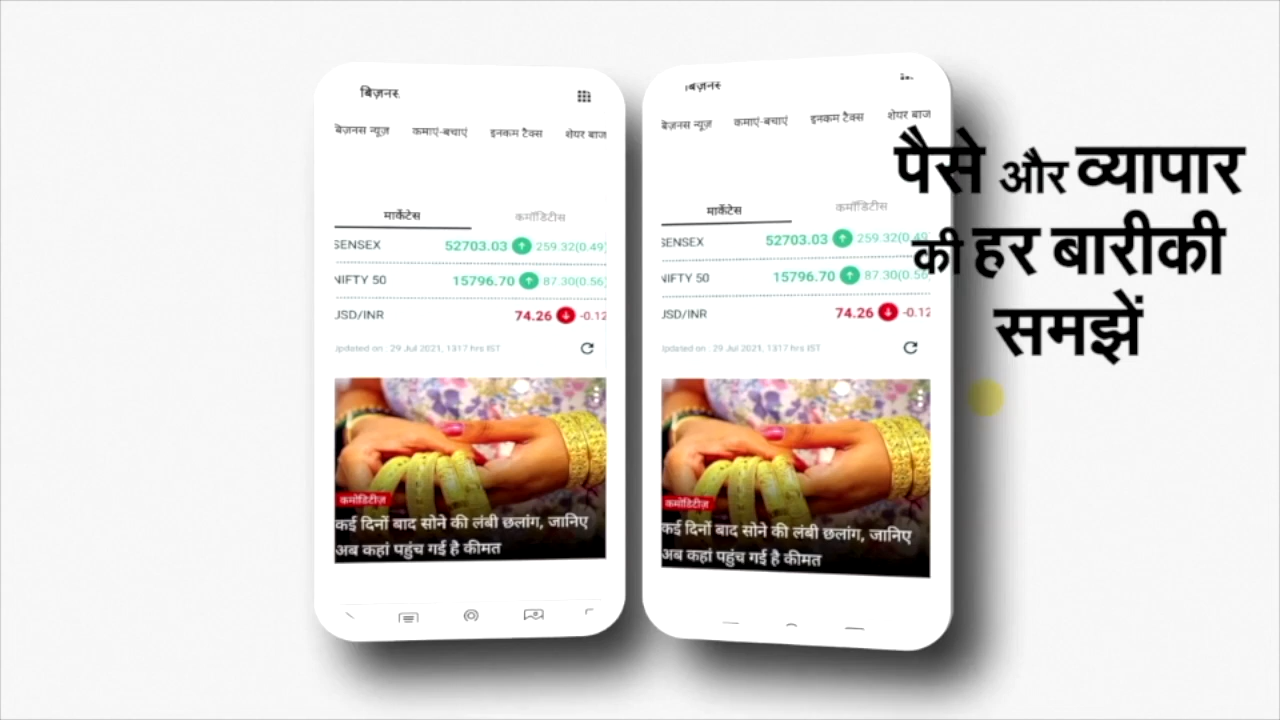 बिज़नस
बिज़नस न्यूज़ कमाएं-बचाएं इनकम टैक्स शेयर बाज
मार्केटस कमॉडिटीस
SENSEX 52703.03 259.32(0.49)
NIFTY 50 15796.70 87.30(0.56)
USD/INR 74.26 -0.12
Updated on : 29 Jul 2021, 1317 hrs IST
कमोडिटीज़
कई दिनों बाद सोने की लंबी छलांग, जानिए
अब कहां पहुंच गई है कीमत
बिज़नस
बिज़नस न्यूज़ कमाएं-बचाएं इनकम टैक्स शेयर बाज
मार्केटस कमॉडिटीस
SENSEX 52703.03 259.32(0.49)
NIFTY 50 15796.70 87.30(0.56
USD/INR 74.26 -0.12
Updated on : 29 Jul 2021, 1317 hrs IST
कमोडिटीज़
कई दिनों बाद सोने की लंबी छलांग, जानिए
अब कहां पहुंच गई है कीमत
पैसे और व्यापार
की हर बारीकी
समझें